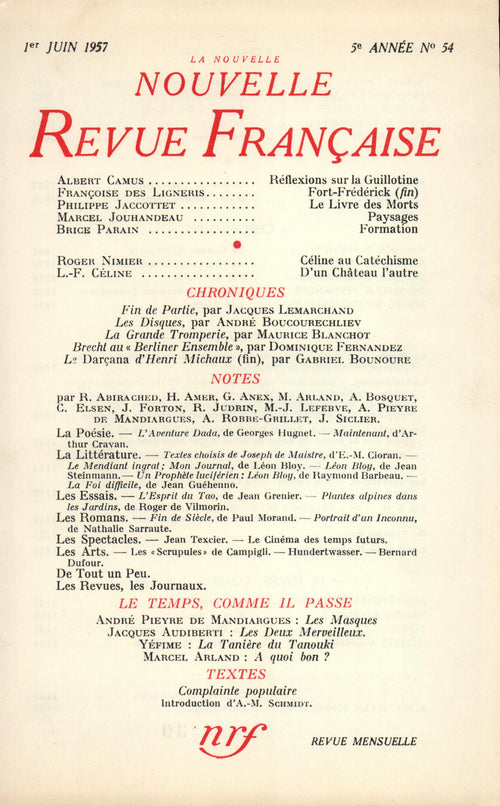 1er JUIN 1957 5e ANNÉE No 54
LA NOUVELLE
NOUVELLE
REVUE FRANÇAISE
ALBERT CAMUS ................ Réflexions sur la Guillotine
FRANÇOISE DES LIGNERIS....... Fort-Frédérick (fin)
PHILIPPE JACCOTTET ............ Le Livre des Morts
MARCEL JOUHANDEAU ......... Paysages
BRICE PARAIN ................ Formation
ROGER NIMIER ................ Céline au Catéchisme
L.-F. CÉLINE ................. D'un Château l'autre
CHRONIQUES
Fin de Partie, par JACQUES LEMARCHAND
Les Disques, par ANDRÉ BOUCOURECHLIEV
La Grande Tromperie, par MAURICE BLANCHOT
Brecht au « Berliner Ensemble », par DOMINIQUE FERNANDEZ
Le Darçana d'Henri Michaux (fin), par GABRIEL BOUNOURE
NOTES
par R. ABIRACHED, H. AMER, G. ANEX, M. ARLAND, A. BOSQUET,
C. ELSEN, J. FORTON, R. JUDRIN, M.-J. LEFEBVE, A. PIEYRE
DE MANDIARGUES, A. ROBBE-GRILLET, J. SICLIER.
La Poésie. — L'Aventure Dada, de Georges Hugnet. — Maintenant, d'Ar-
thur Cravan.
La Littérature. — Textes choisis de Joseph de Maistre, d'E.-M. Cioran. —
Le Mendiant ingrat ; Mon Journal, de Léon Bloy. — Léon Bloy, de Jean
Steinmann. — Un Prophète luciférien : Léon Bloy, de Raymond Barbeau. —
La Foi difficile, de Jean Guéhenno.
Les Essais. — L'Esprit du Tao, de Jean Grenier. — Plantes alpines dans
les Jardins, de Roger de Vilmorin.
Les Romans. — Fin de Siècle, de Paul Morand. — Portrait d'un Inconnu,
de Nathalie Sarraute.
Les Spectacles. — Jean Texcier. — Le Cinéma des temps futurs.
Les Arts. — Les « Scrupules » de Campigli. — Hundertwasser. — Bernard
Dufour.
De Tout un Peu.
Les Revues, les Journaux.
LE TEMPS, COMME IL PASSE
ANDRÉ PIEYRE DE MANDIARGUES : Les Masques
JACQUES AUDIBERTI : Les Deux Merveilleux.
YÉFIME : La Tanière du Tanouki
MARCEL ARLAND : A quoi bon ?
TEXTES
Complainte populaire
Introduction d'A.-M. SCHMIDT.
nrf
REVUE MENSUELLE